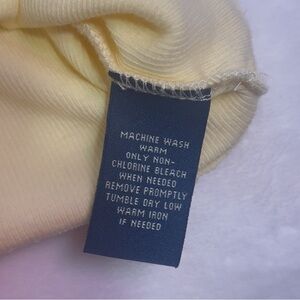 MACHINE WASH
WARM
ONLY NON-
CHLORINE BLEACH
WHEN NEEDED
REMOVE PROMPTLY
TUMBLE DRY LOW
WARM IRON
IF NEEDED